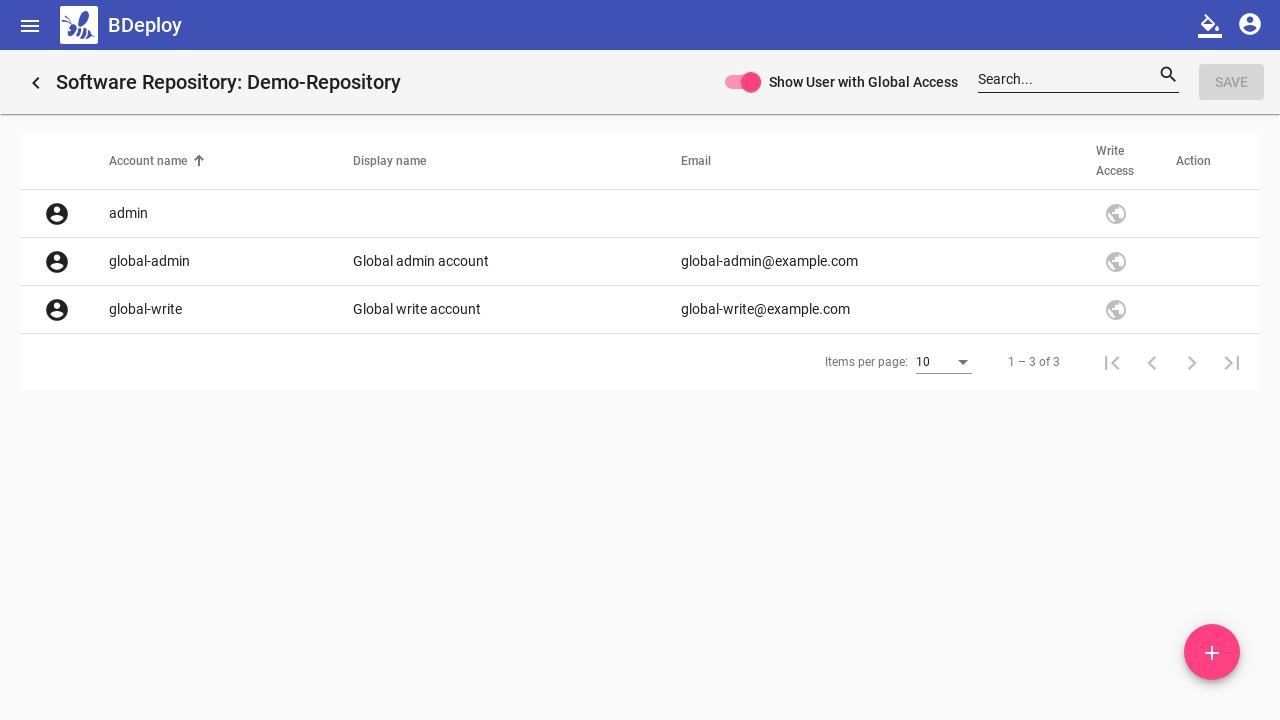 BDeploy
Software Repository: Demo-Repository
Show User with Global Access
Search...
SAVE
Account name
Display name
Email
Write
Access
Action
admin
global-admin
Global admin account
global-admin@example.com
global-write
Global write account
global-write@example.com
Items per page:
10
1 – 3 of 3